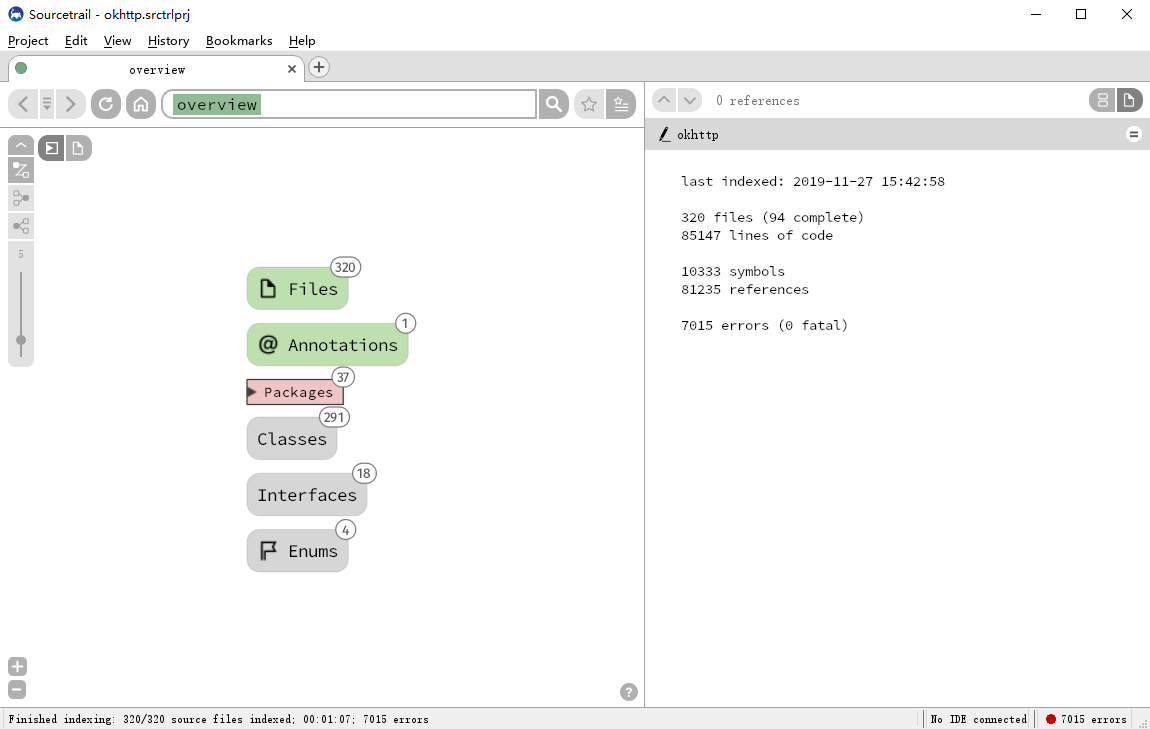 Sourcetrail - okhttp.srctrlprj
Project Edit View History Bookmarks Help
overview
overview
0 references
okhttp
5
320
Files
1
@ Annotations
37
Packages
291
Classes
18
Interfaces
4
Enums
last indexed: 2019-11-27 15:42:58
320 files (94 complete)
85147 lines of code
10333 symbols
81235 references
7015 errors (0 fatal)
?
Finished indexing: 320/320 source files indexed; 00:01:07; 7015 errors
No IDE connected
7015 errors